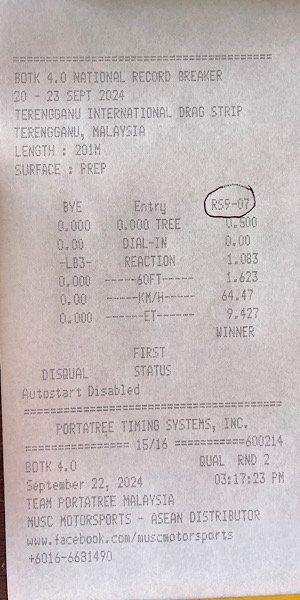 BOTK 4.0 NATIONAL RECORD BREAKER
20 - 23 SEPT 2024
TERENGGANU INTERNATIONAL DRAG STRIP
TERENGGANU, MALAYSIA
LENGTH : 201M
SURFACE : PREP
BYE Entry RS9-07
0.000 0.000 TREE 0.500
0.00 DIAL-IN 0.00
-LB3- REACTION 1.083
0.000 ------60FT----- 1.623
0.00 -----KM/H----- 64.47
0.000 ------ET------ 9.427
WINNER
FIRST
DISQUAL STATUS
Autostart Disabled
PORTATREE TIMING SYSTEMS, INC.
=============== 15/16 ===========600214
BOTK 4.0 QUAL RND 2
September 22, 2024 03:17:23 PM
TEAM PORTATREE MALAYSIA
MUSC MOTORSPORTS - ASEAN DISTRIBUTOR
www.facebook.com/muscmotorsports
+6016-6631490